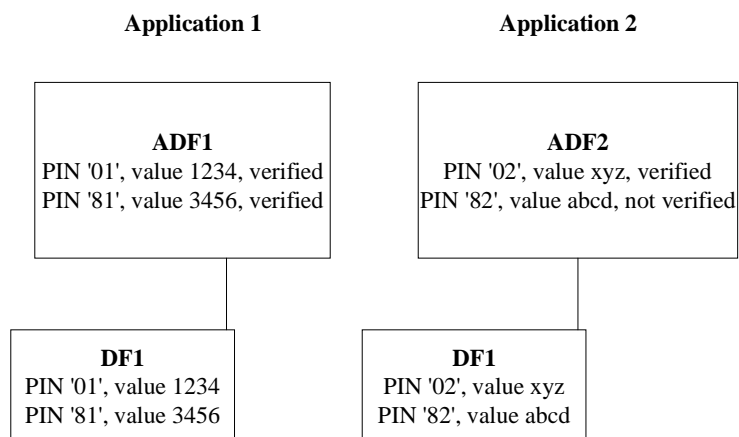 Application 1
Application 2
ADF1
PIN '01', value 1234, verified
PIN '81', value 3456, verified
ADF2
PIN '02', value xyz, verified
PIN '82', value abcd, not verified
DF1
PIN '01', value 1234
PIN '81', value 3456
DF1
PIN '02', value xyz
PIN '82', value abcd